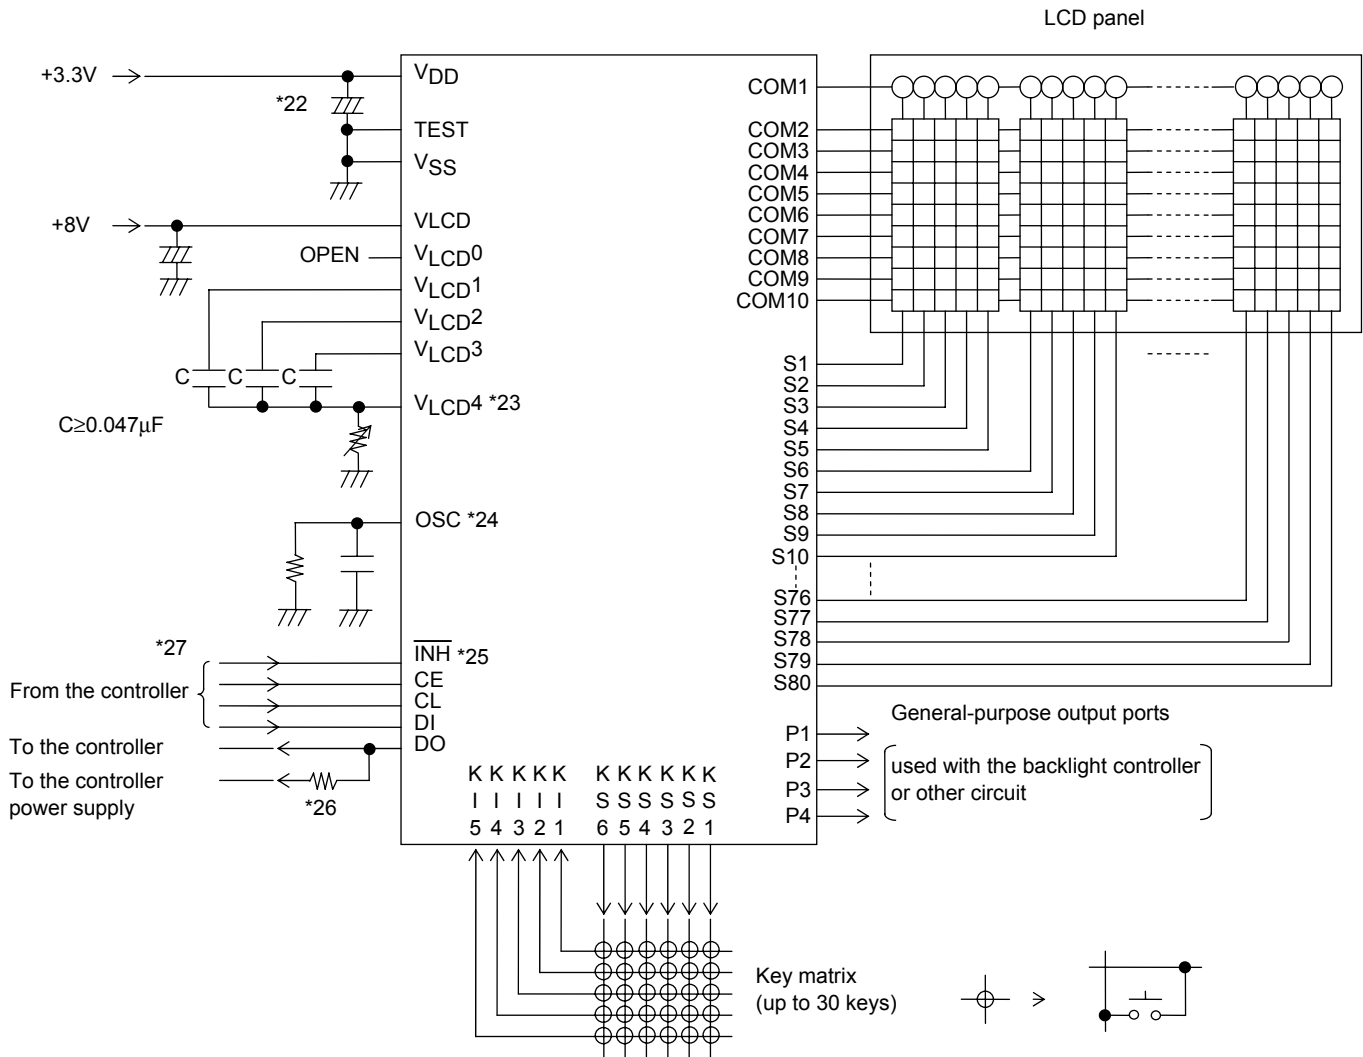 LCD panel
+3.3V
*22
VDD
TEST
VSS
+8V
VLCD
OPEN
VLCD0
VLCD1
VLCD2
VLCD3
C C C
VLCD4 *23
C≥0.047μF
OSC *24
*27
INH *25
From the controller
CE
CL
DI
To the controller
DO
To the controller
power supply
*26
COM1
COM2
COM3
COM4
COM5
COM6
COM7
COM8
COM9
COM10
S1
S2
S3
S4
S5
S6
S7
S8
S9
S10
S76
S77
S78
S79
S80
P1
P2
P3
P4
General-purpose output ports
used with the backlight controller
or other circuit
K K K K K K K K K K K
I I I I I S S S S S S
5 4 3 2 1 6 5 4 3 2 1
Key matrix
(up to 30 keys)